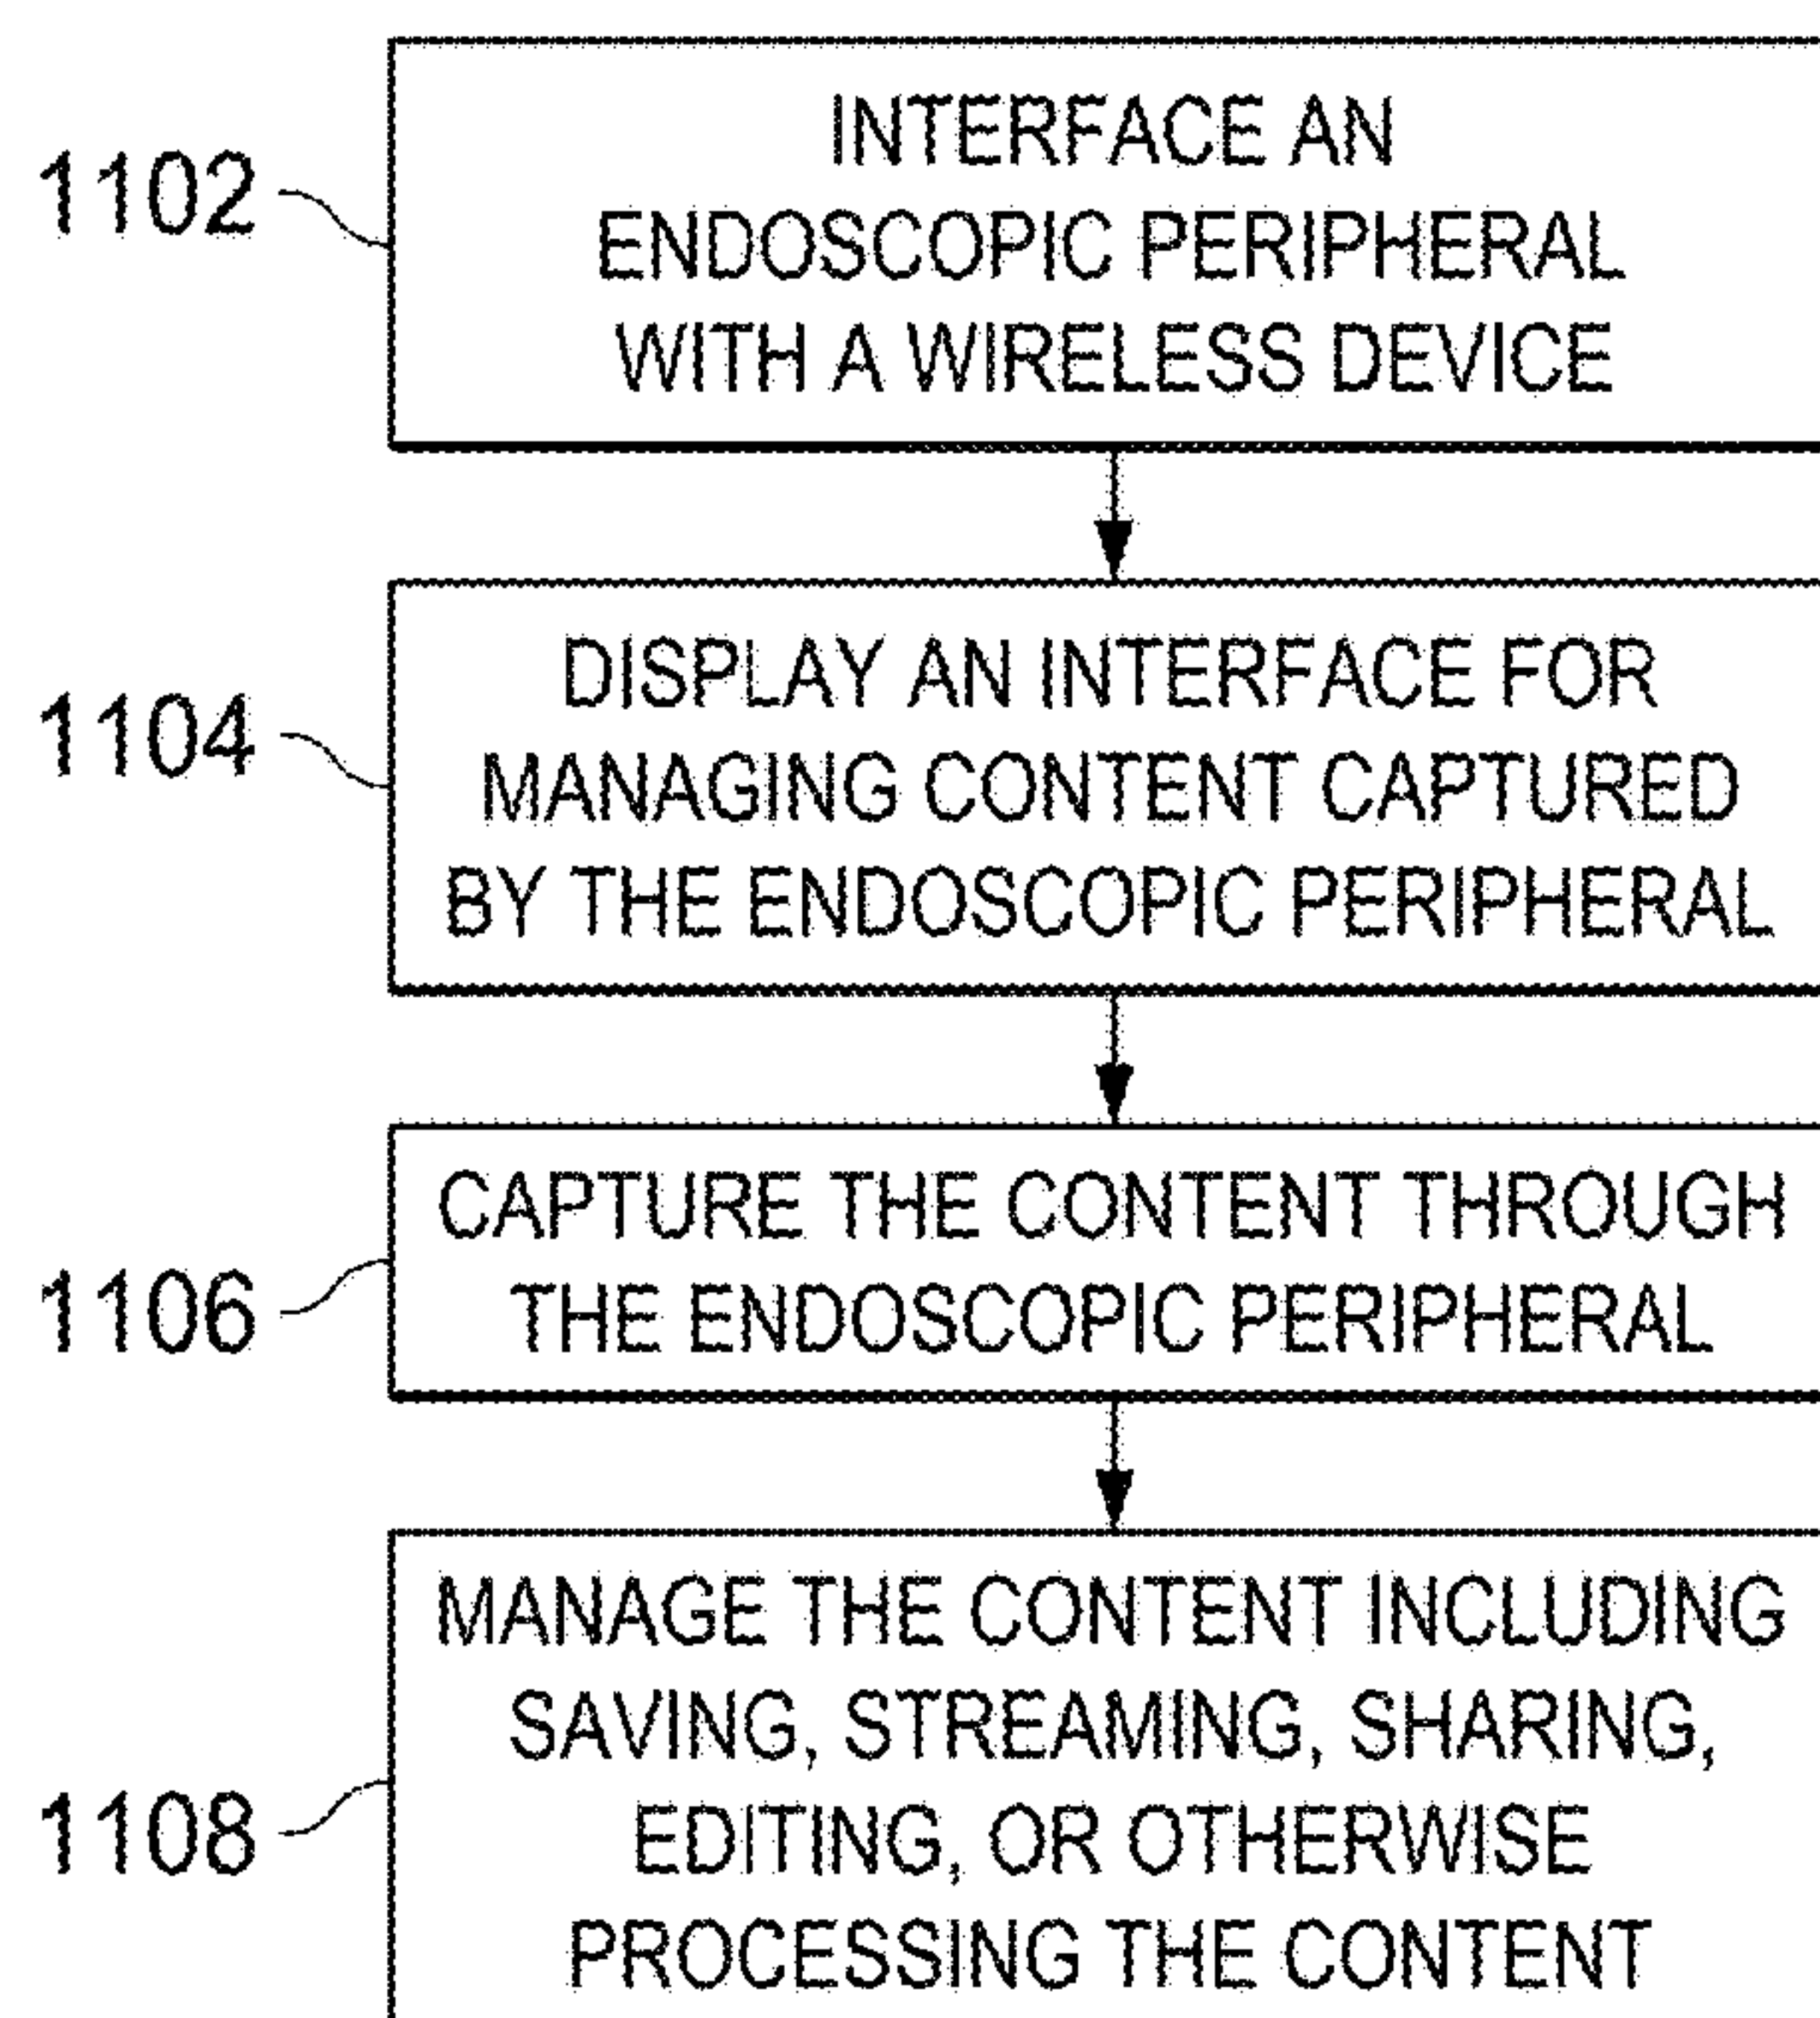 1102
INTERFACE AN
ENDOSCOPIC PERIPHERAL
WITH A WIRELESS DEVICE
1104
DISPLAY AN INTERFACE FOR
MANAGING CONTENT CAPTURED
BY THE ENDOSCOPIC PERIPHERAL
1106
CAPTURE THE CONTENT THROUGH
THE ENDOSCOPIC PERIPHERAL
1108
MANAGE THE CONTENT INCLUDING
SAVING, STREAMING, SHARING,
EDITING, OR OTHERWISE
PROCESSING THE CONTENT